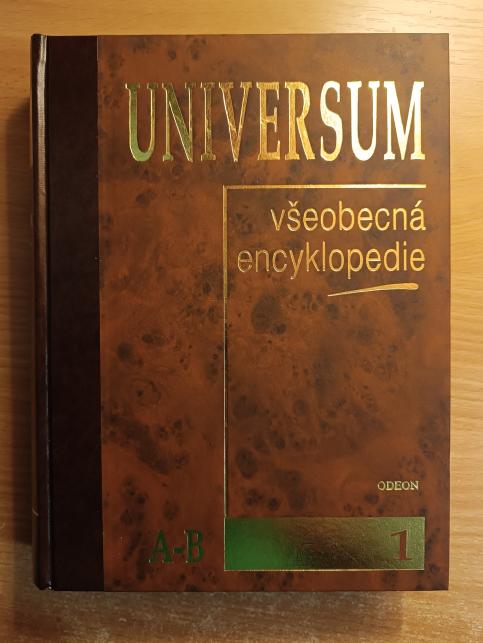 UNIVERSUM
všeobecná
encyklopedie
ODEON
A-B
1